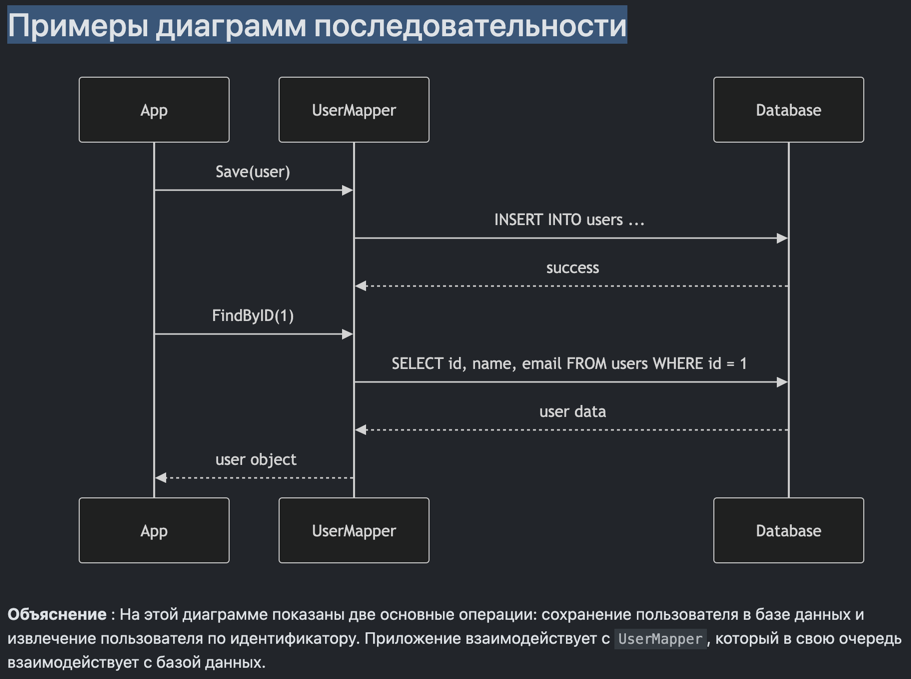 Примеры диаграмм последовательности
App UserMapper Database
Save(user)
INSERT INTO users ...
success
FindByID(1)
SELECT id, name, email FROM users WHERE id = 1
user data
user object
App UserMapper Database
Объяснение : На этой диаграмме показаны две основные операции: сохранение пользователя в базе данных и
извлечение пользователя по идентификатору. Приложение взаимодействует с UserMapper, который в свою очередь
взаимодействует с базой данных.